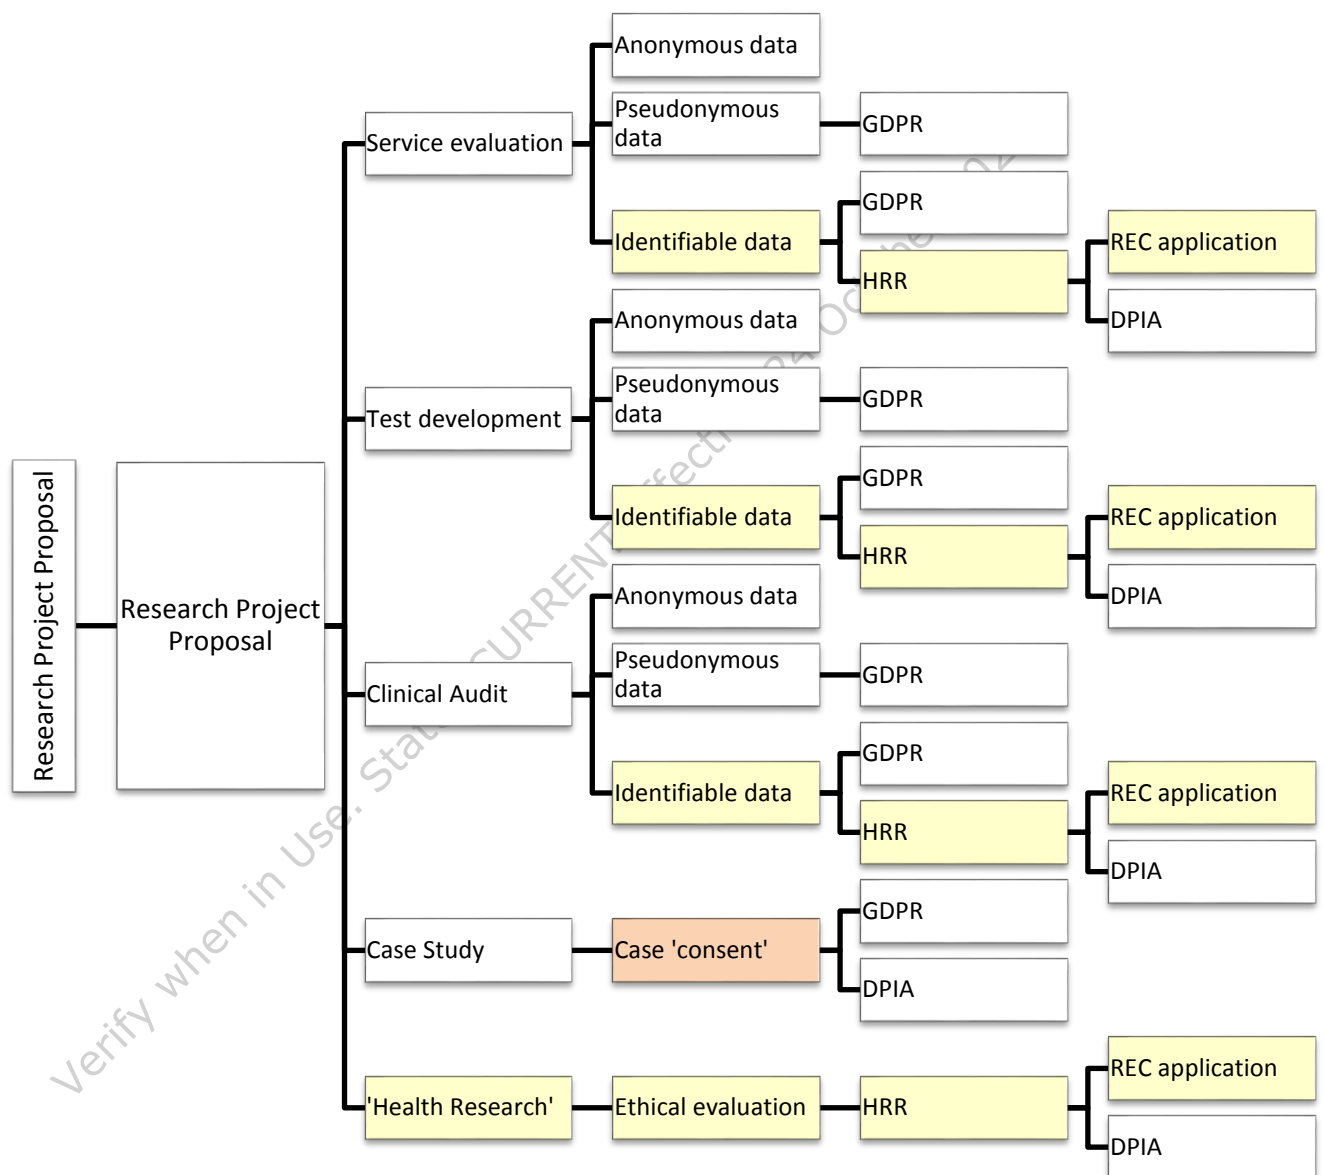 Research Project Proposal
Research Project
Proposal
Service evaluation
Anonymous data
Pseudonymous
data
GDPR
Identifiable data
GDPR
HRR
REC application
DPIA
Test development
Anonymous data
Pseudonymous
data
GDPR
Identifiable data
GDPR
HRR
REC application
DPIA
Clinical Audit
Anonymous data
Pseudonymous
data
GDPR
Identifiable data
GDPR
HRR
REC application
DPIA
Case Study
Case 'consent'
GDPR
DPIA
'Health Research'
Ethical evaluation
HRR
REC application
DPIA
Verify when in Use. CURRENT